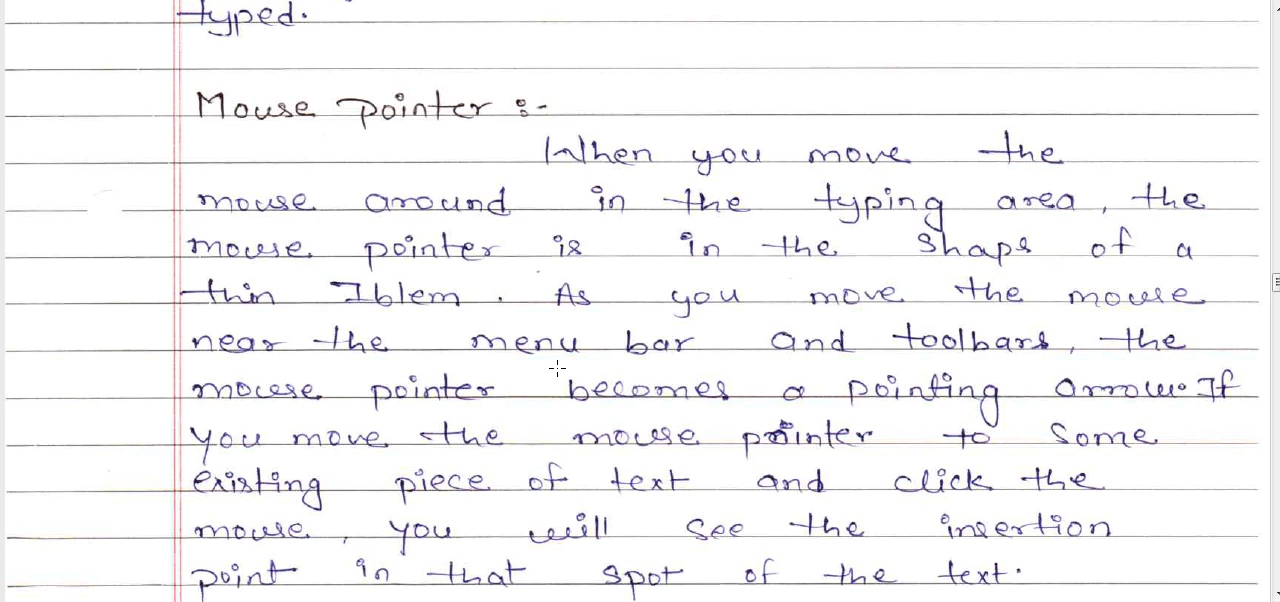 typed.
Mouse pointer :-
When you move the
mouse around in the typing area, the
mouse pointer is in the shape of a
thin Iblem. As you move the mouse
near the menu bar and toolbars, the
mouse pointer becomes a pointing arrow. If
you move the mouse pointer to some
existing piece of text and click the
mouse, you will see the insertion
point in that spot of the text.